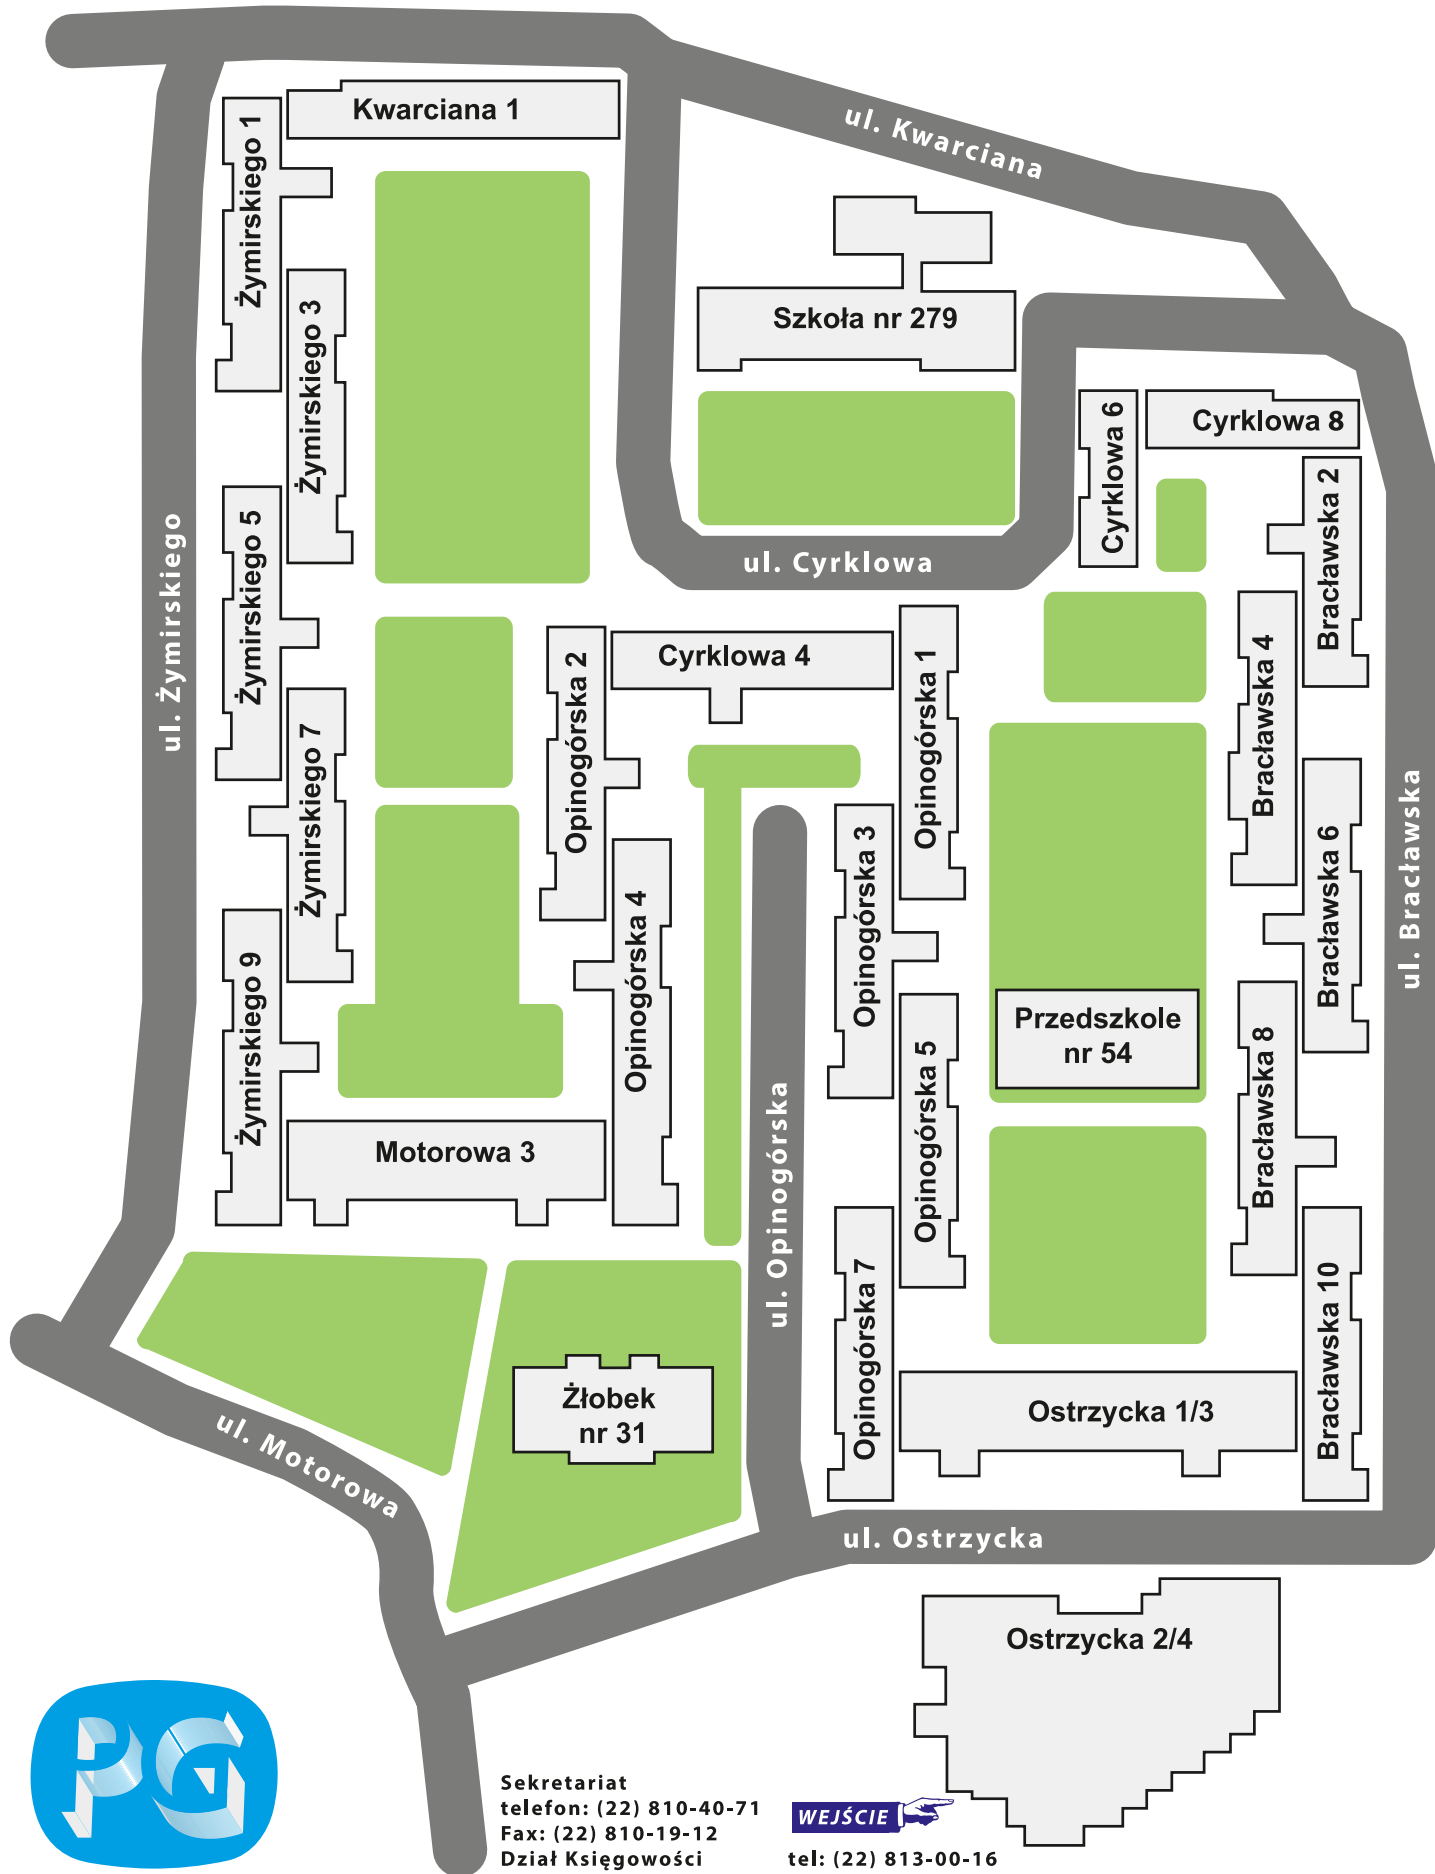 Kwarciana 1
ul. Kwarciana
Żymirskiego 1
Żymirskiego 3
Szkoła nr 279
Cyrklowa 6
Cyrklowa 8
Bracławska 2
ul. Żymirskiego
Żymirskiego 5
ul. Cyrklowa
Opinogórska 2
Cyrklowa 4
Opinogórska 1
Bracławska 4
Żymirskiego 7
Opinogórska 3
Bracławska 6
ul. Bracławska
Żymirskiego 9
Opinogórska 4
Przedszkole
nr 54
Opinogórska 5
Bracławska 8
Motorowa 3
ul. Opinogórska
Opinogórska 7
Bracławska 10
Żłobek
nr 31
Ostrzycka 1/3
ul. Motorowa
ul. Ostrzycka
Ostrzycka 2/4
PG
Sekretariat
telefon: (22) 810-40-71
Fax: (22) 810-19-12
Dział Księgowości
WEJŚCIE
tel: (22) 813-00-16